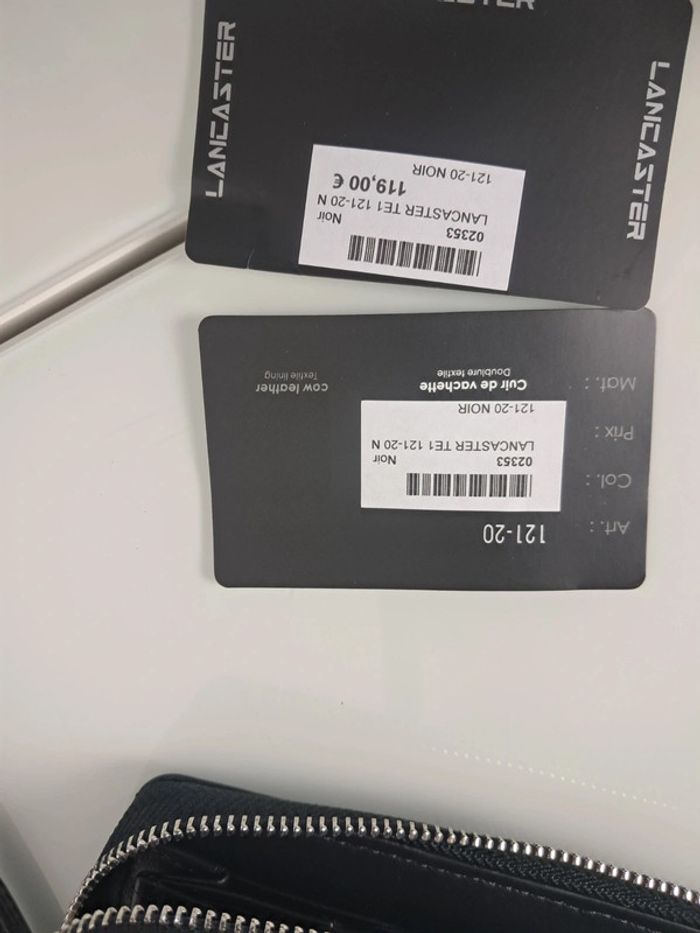 Art. : 121-20
Col. :
02353 Noir
LANCASTER TE1 121-20 N
Prix :
121-20 NOIR
Mat. : Cuir de vachette cow leather
Doublure textile Textile lining
LANCASTER
02353
LANCASTER TE1 121-20 N
Noir
119,00 €
121-20 NOIR
LANCASTER